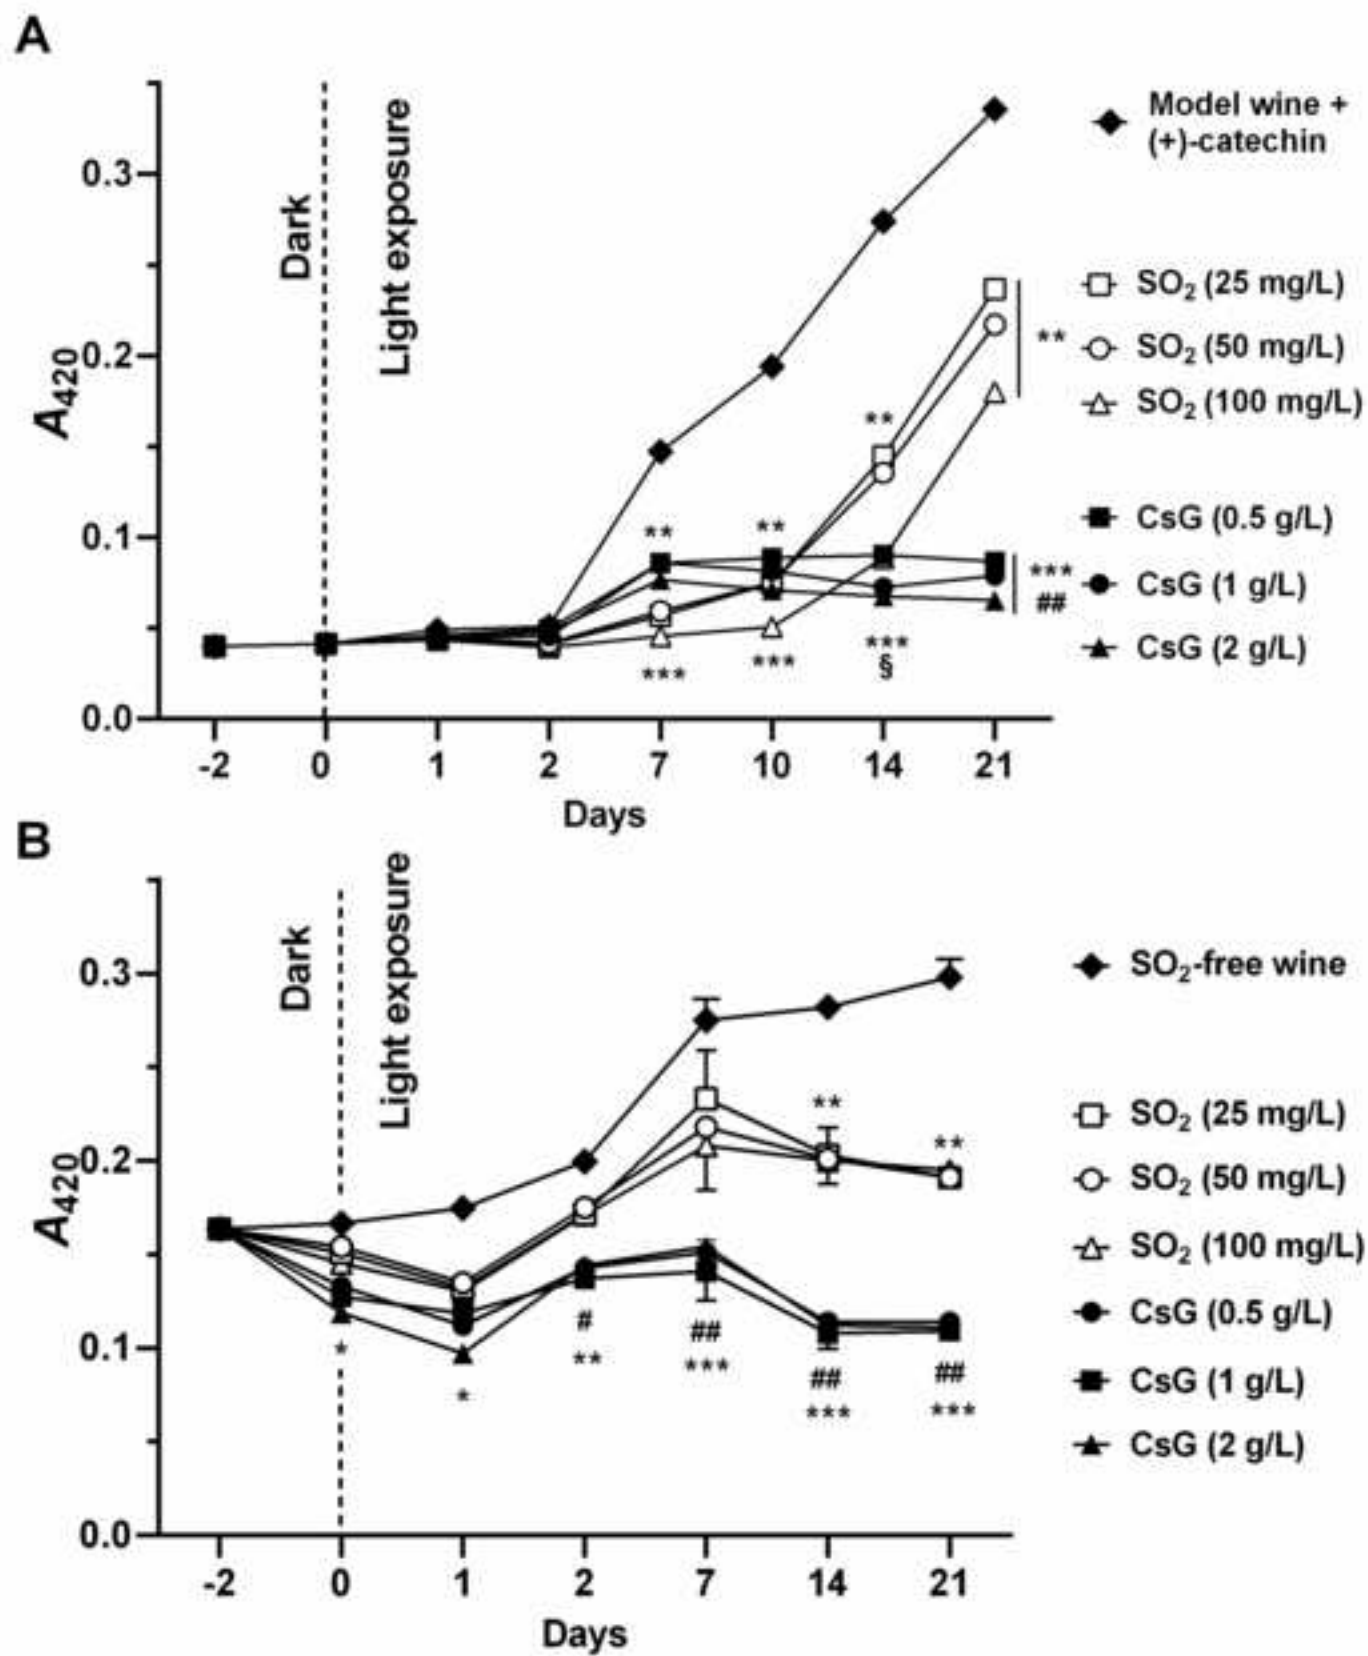 A
Model wine +
(+)-catechin
Dark
Light exposure
0.3
0.2
0.1
0.0
A420
SO2 (25 mg/L)
**
SO2 (50 mg/L)
SO2 (100 mg/L)
**
**
**
CsG (0.5 g/L)
***
##
CsG (1 g/L)
CsG (2 g/L)
***
***
***
§
-2 0 1 2 7 10 14 21
Days
B
Dark
Light exposure
0.3
0.2
0.1
0.0
A420
SO2-free wine
SO2 (25 mg/L)
**
**
SO2 (50 mg/L)
SO2 (100 mg/L)
CsG (0.5 g/L)
CsG (1 g/L)
CsG (2 g/L)
*
*
#
**
##
***
##
***
##
***
-2 0 1 2 7 14 21
Days